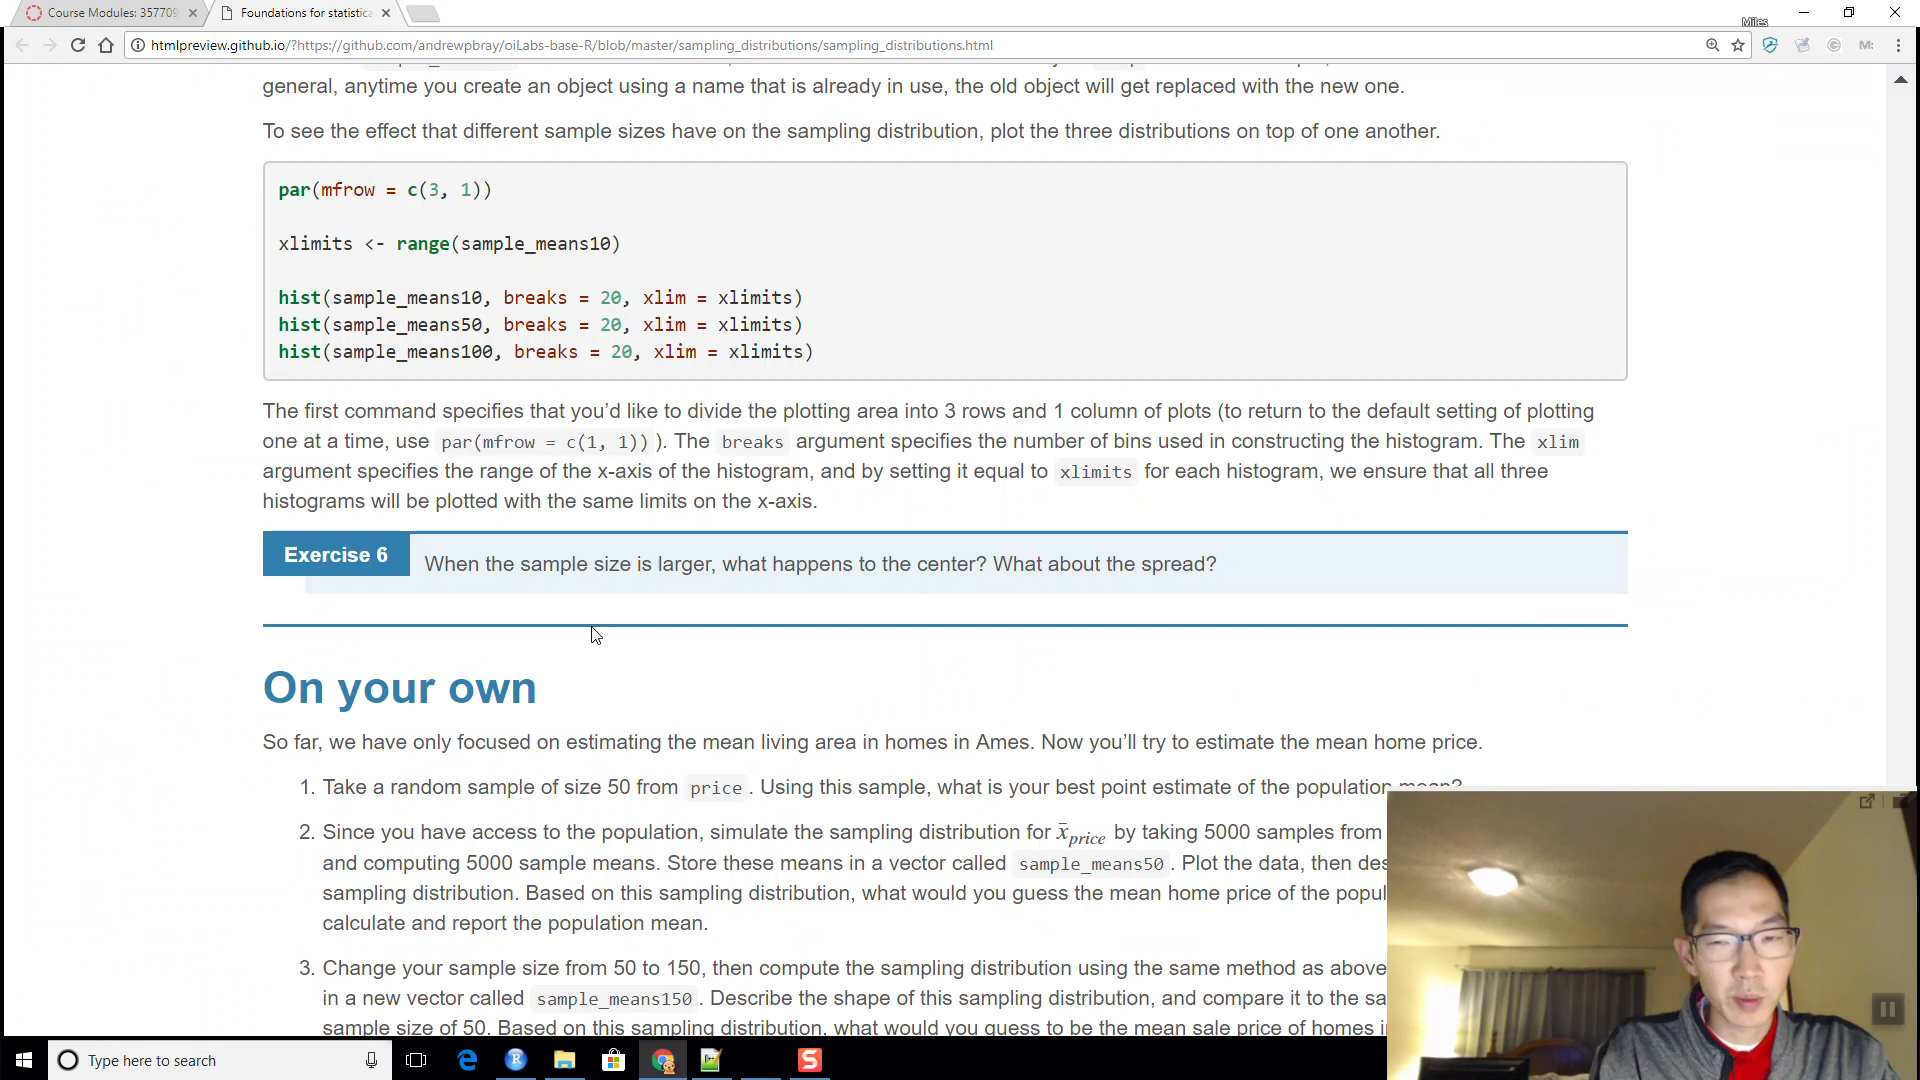 Course Modules: 357709
Foundations for statistica
Miles
htmlpreview.github.io/?https://github.com/andrewpbray/oiLabs-base-R/blob/master/sampling_distributions/sampling_distributions.html
general, anytime you create an object using a name that is already in use, the old object will get replaced with the new one.
To see the effect that different sample sizes have on the sampling distribution, plot the three distributions on top of one another.
par(mfrow = c(3, 1))
xlimits <- range(sample_means10)
hist(sample_means10, breaks = 20, xlim = xlimits)
hist(sample_means50, breaks = 20, xlim = xlimits)
hist(sample_means100, breaks = 20, xlim = xlimits)
The first command specifies that you’d like to divide the plotting area into 3 rows and 1 column of plots (to return to the default setting of plotting
one at a time, use par(mfrow = c(1, 1)) ). The breaks argument specifies the number of bins used in constructing the histogram. The xlim
argument specifies the range of the x-axis of the histogram, and by setting it equal to xlimits for each histogram, we ensure that all three
histograms will be plotted with the same limits on the x-axis.
Exercise 6 When the sample size is larger, what happens to the center? What about the spread?
On your own
So far, we have only focused on estimating the mean living area in homes in Ames. Now you’ll try to estimate the mean home price.
1. Take a random sample of size 50 from price . Using this sample, what is your best point estimate of the population mean?
2. Since you have access to the population, simulate the sampling distribution for x̄price by taking 5000 samples from
and computing 5000 sample means. Store these means in a vector called sample_means50 . Plot the data, then des
sampling distribution. Based on this sampling distribution, what would you guess the mean home price of the popul
calculate and report the population mean.
3. Change your sample size from 50 to 150, then compute the sampling distribution using the same method as above
in a new vector called sample_means150 . Describe the shape of this sampling distribution, and compare it to the sa
sample size of 50. Based on this sampling distribution, what would you guess to be the mean sale price of homes i
Type here to search